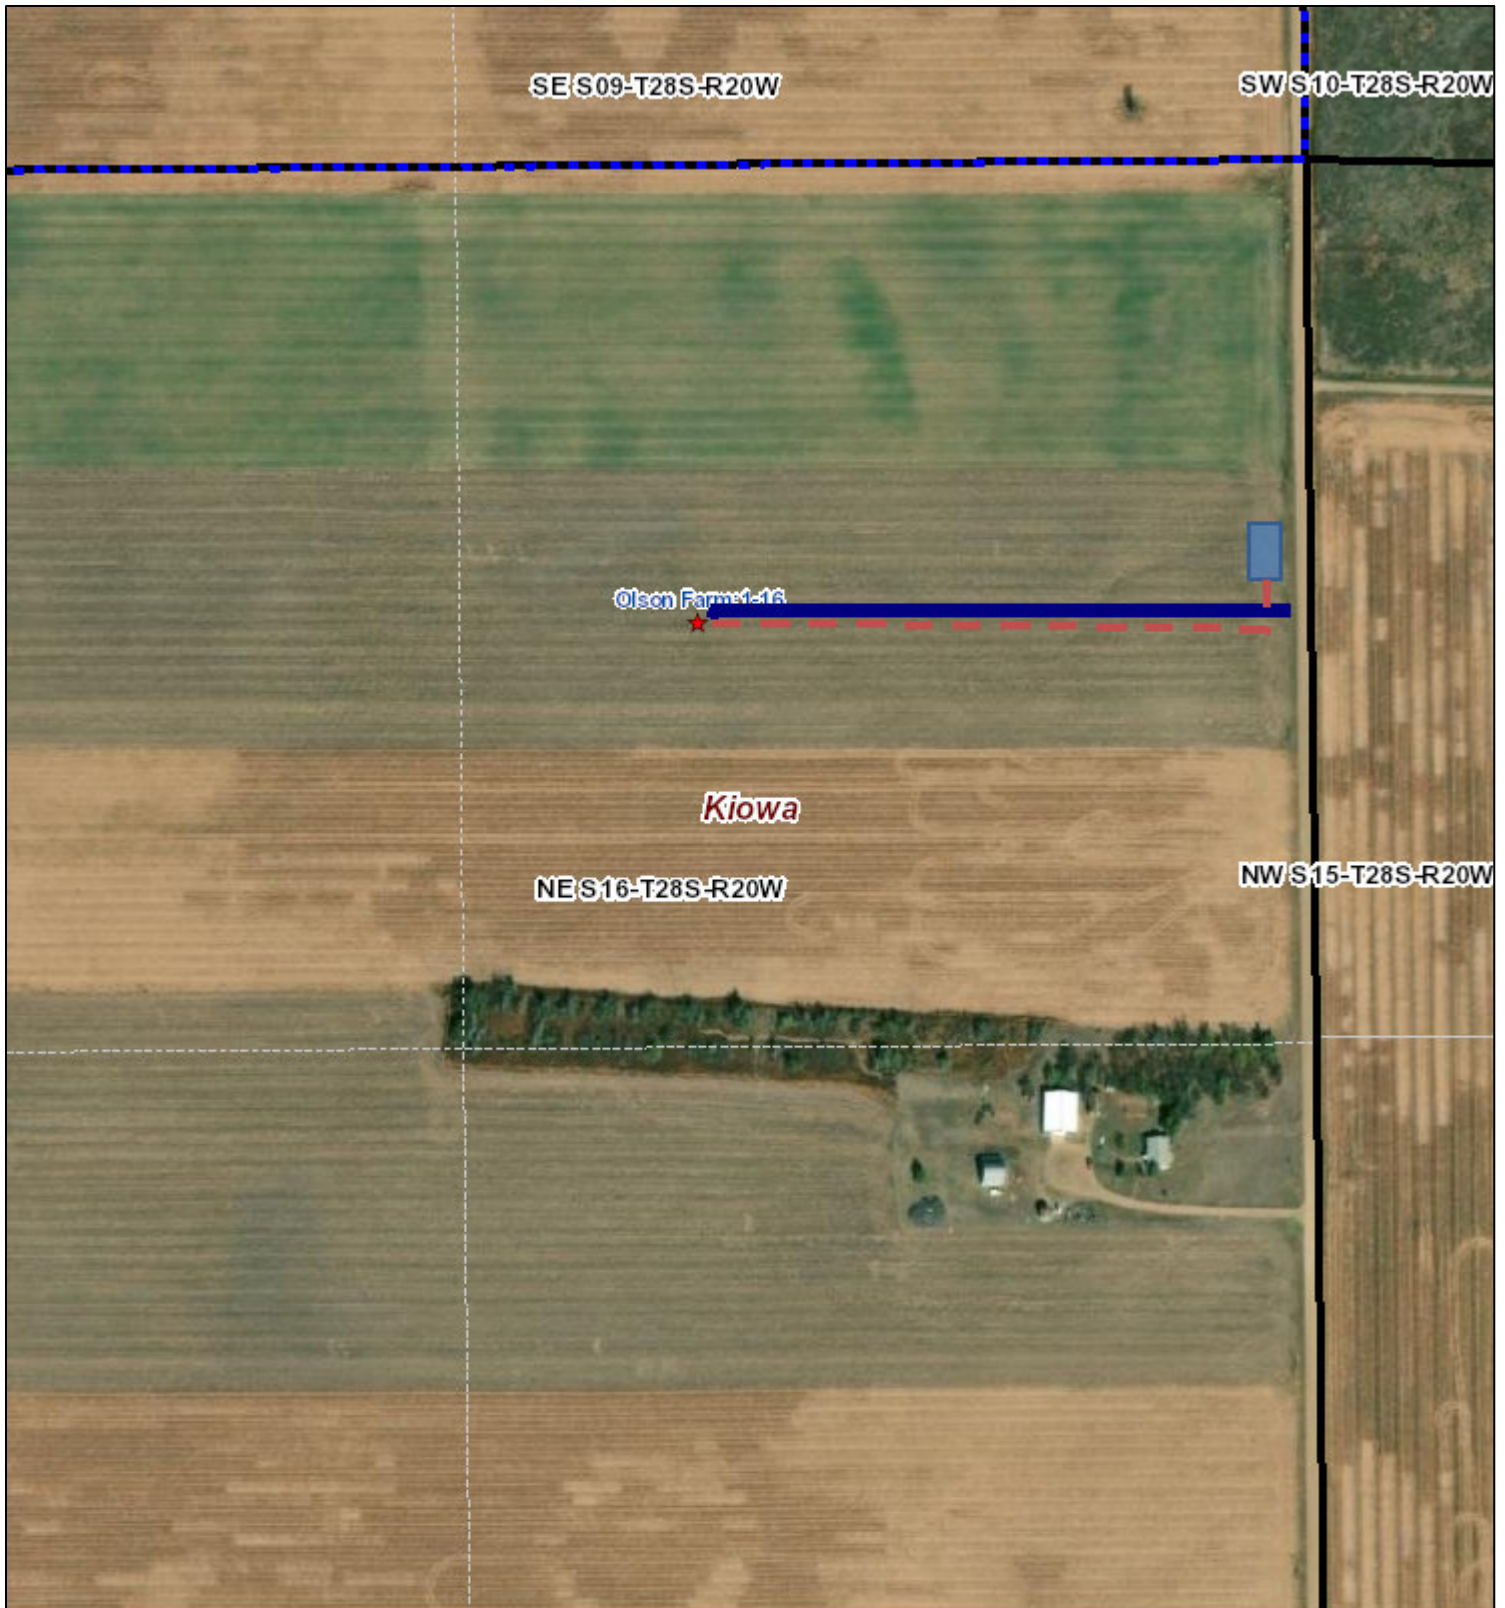 SE S09-T28S-R20W
SW S10-T28S-R20W
Olson Farm 1-16
Kiowa
NE S16-T28S-R20W
NW S15-T28S-R20W